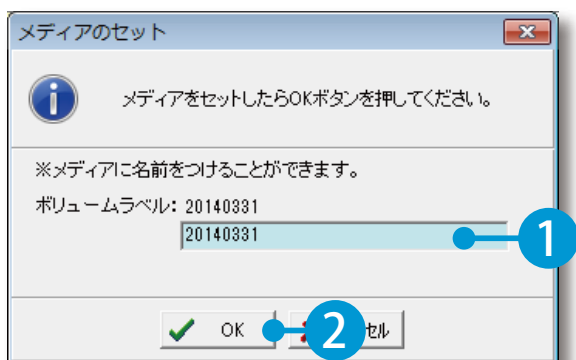 メディアのセット
メディアをセットしたらOKボタンを押してください。
※メディアに名前をつけることができます。
ボリュームラベル: 20140331
20140331
1
OK
2
セル